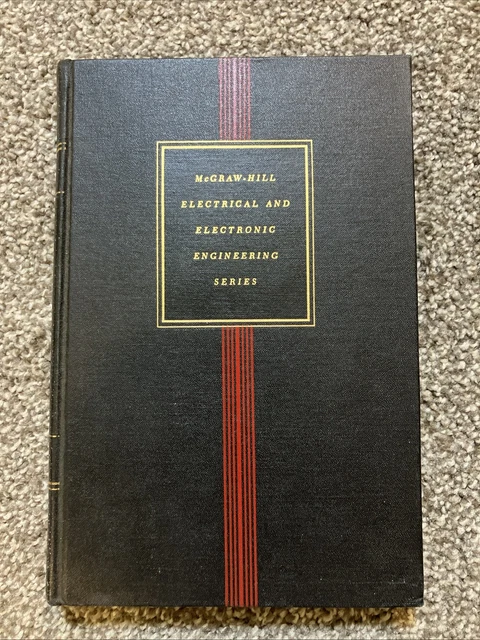 McGRAW-HILL
ELECTRICAL AND
ELECTRONIC
ENGINEERING
SERIES